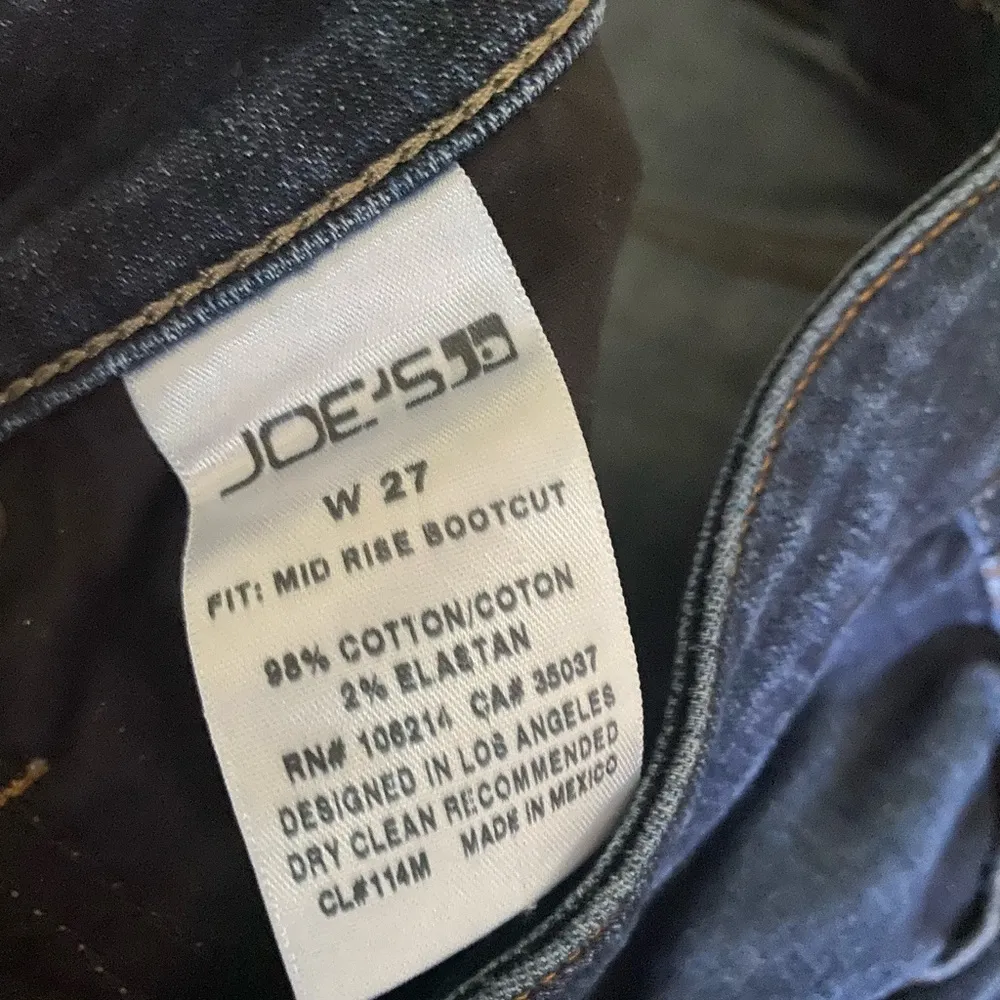 JOE'S
W 27
FIT: MID RISE BOOTCUT
98% COTTON/COTON
2% ELASTAN
RN# 106214 CA# 35037
DESIGNED IN LOS ANGELES
DRY CLEAN RECOMMENDED
CL#114M MADE IN MEXICO